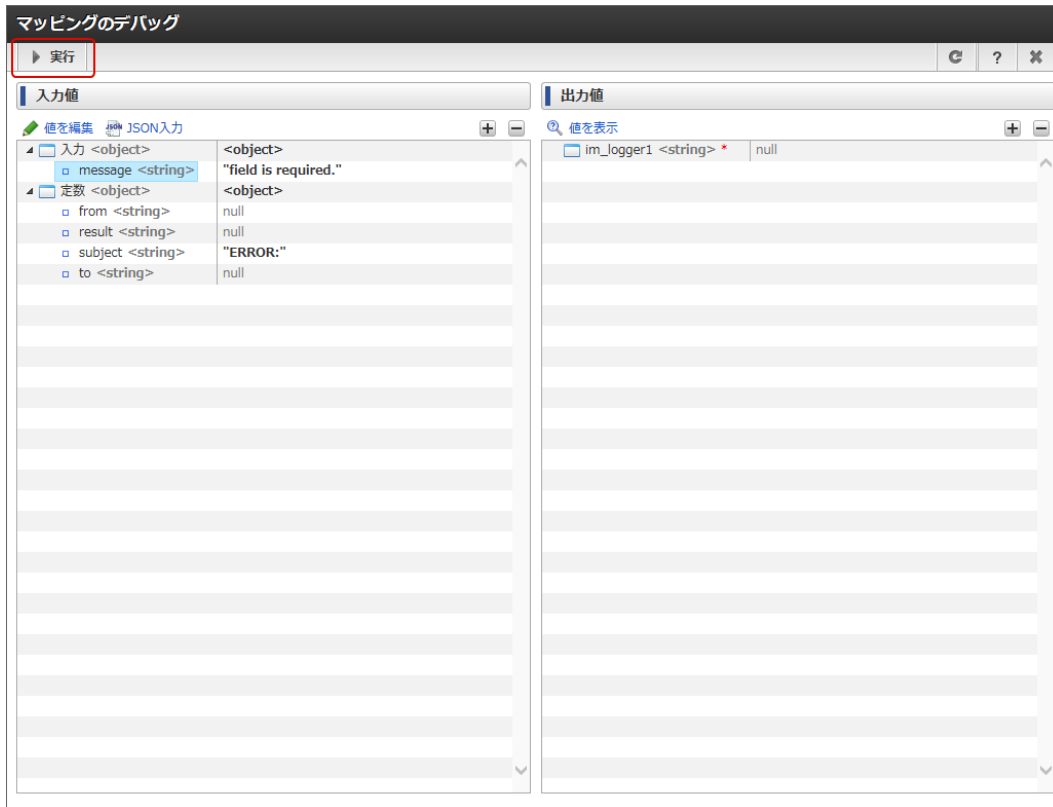 マッピングのデバッグ
実行
?
入力値
出力値
値を編集 JSON JSON入力
値を表示
入力 <object> <object>
im_logger1 <string> * null
message <string> "field is required."
定数 <object> <object>
from <string> null
result <string> null
subject <string> "ERROR:"
to <string> null